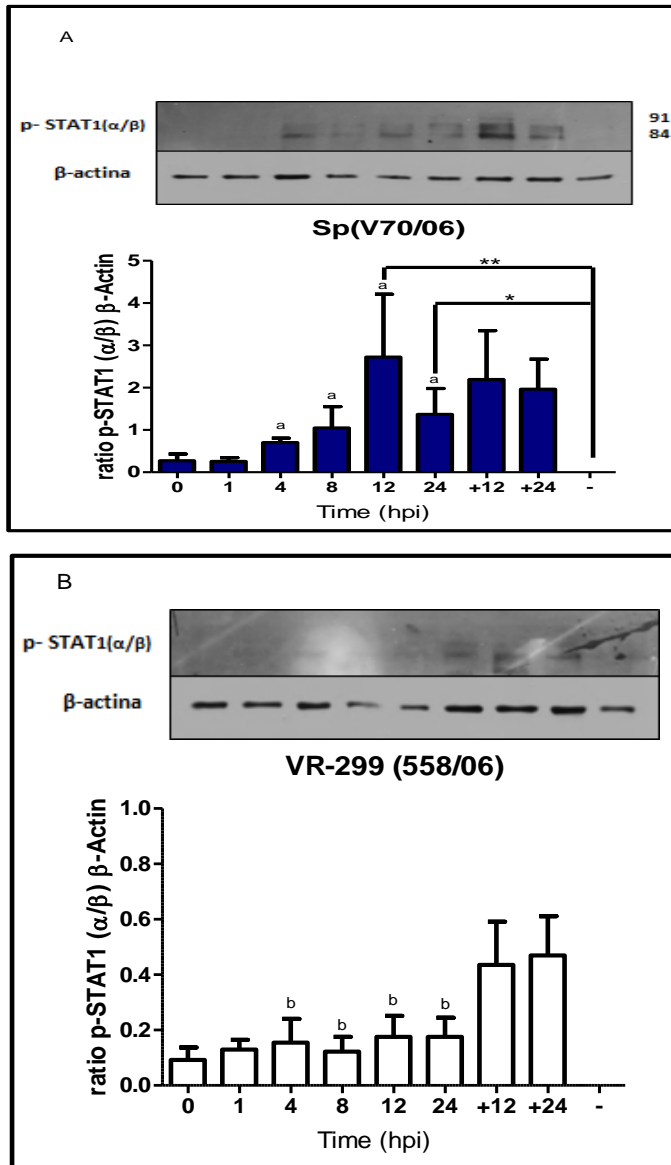 A
p- STAT1(α/β)
91
84
β-actina
Sp(V70/06)
ratio p-STAT1 (α/β) β-Actin
5
4
3
2
1
0
a
a
a
a
**
*
0 1 4 8 12 24 +12 +24 -
Time (hpi)
B
p- STAT1(α/β)
β-actina
VR-299 (558/06)
ratio p-STAT1 (α/β) β-Actin
1.0
0.8
0.6
0.4
0.2
0.0
b
b
b
b
0 1 4 8 12 24 +12 +24 -
Time (hpi)